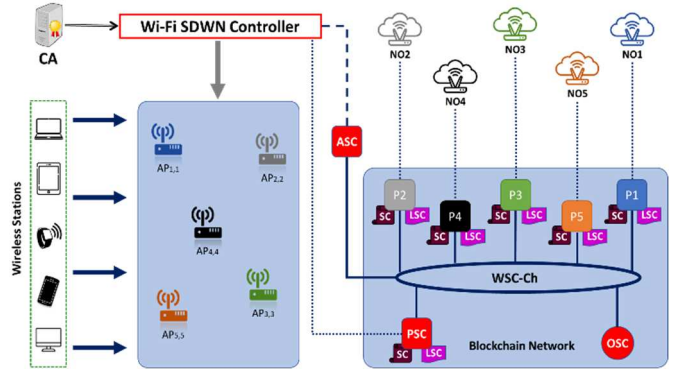 CA
Wi-Fi SDWN Controller
NO2
NO4
NO3
NO5
NO1
Wireless Stations
AP1,1
AP2,2
AP4,4
AP3,3
AP5,5
ASC
P2
SC
LSC
P4
SC
LSC
P3
SC
LSC
P5
SC
LSC
P1
SC
LSC
WSC-Ch
PSC
SC
LSC
OSC
Blockchain Network